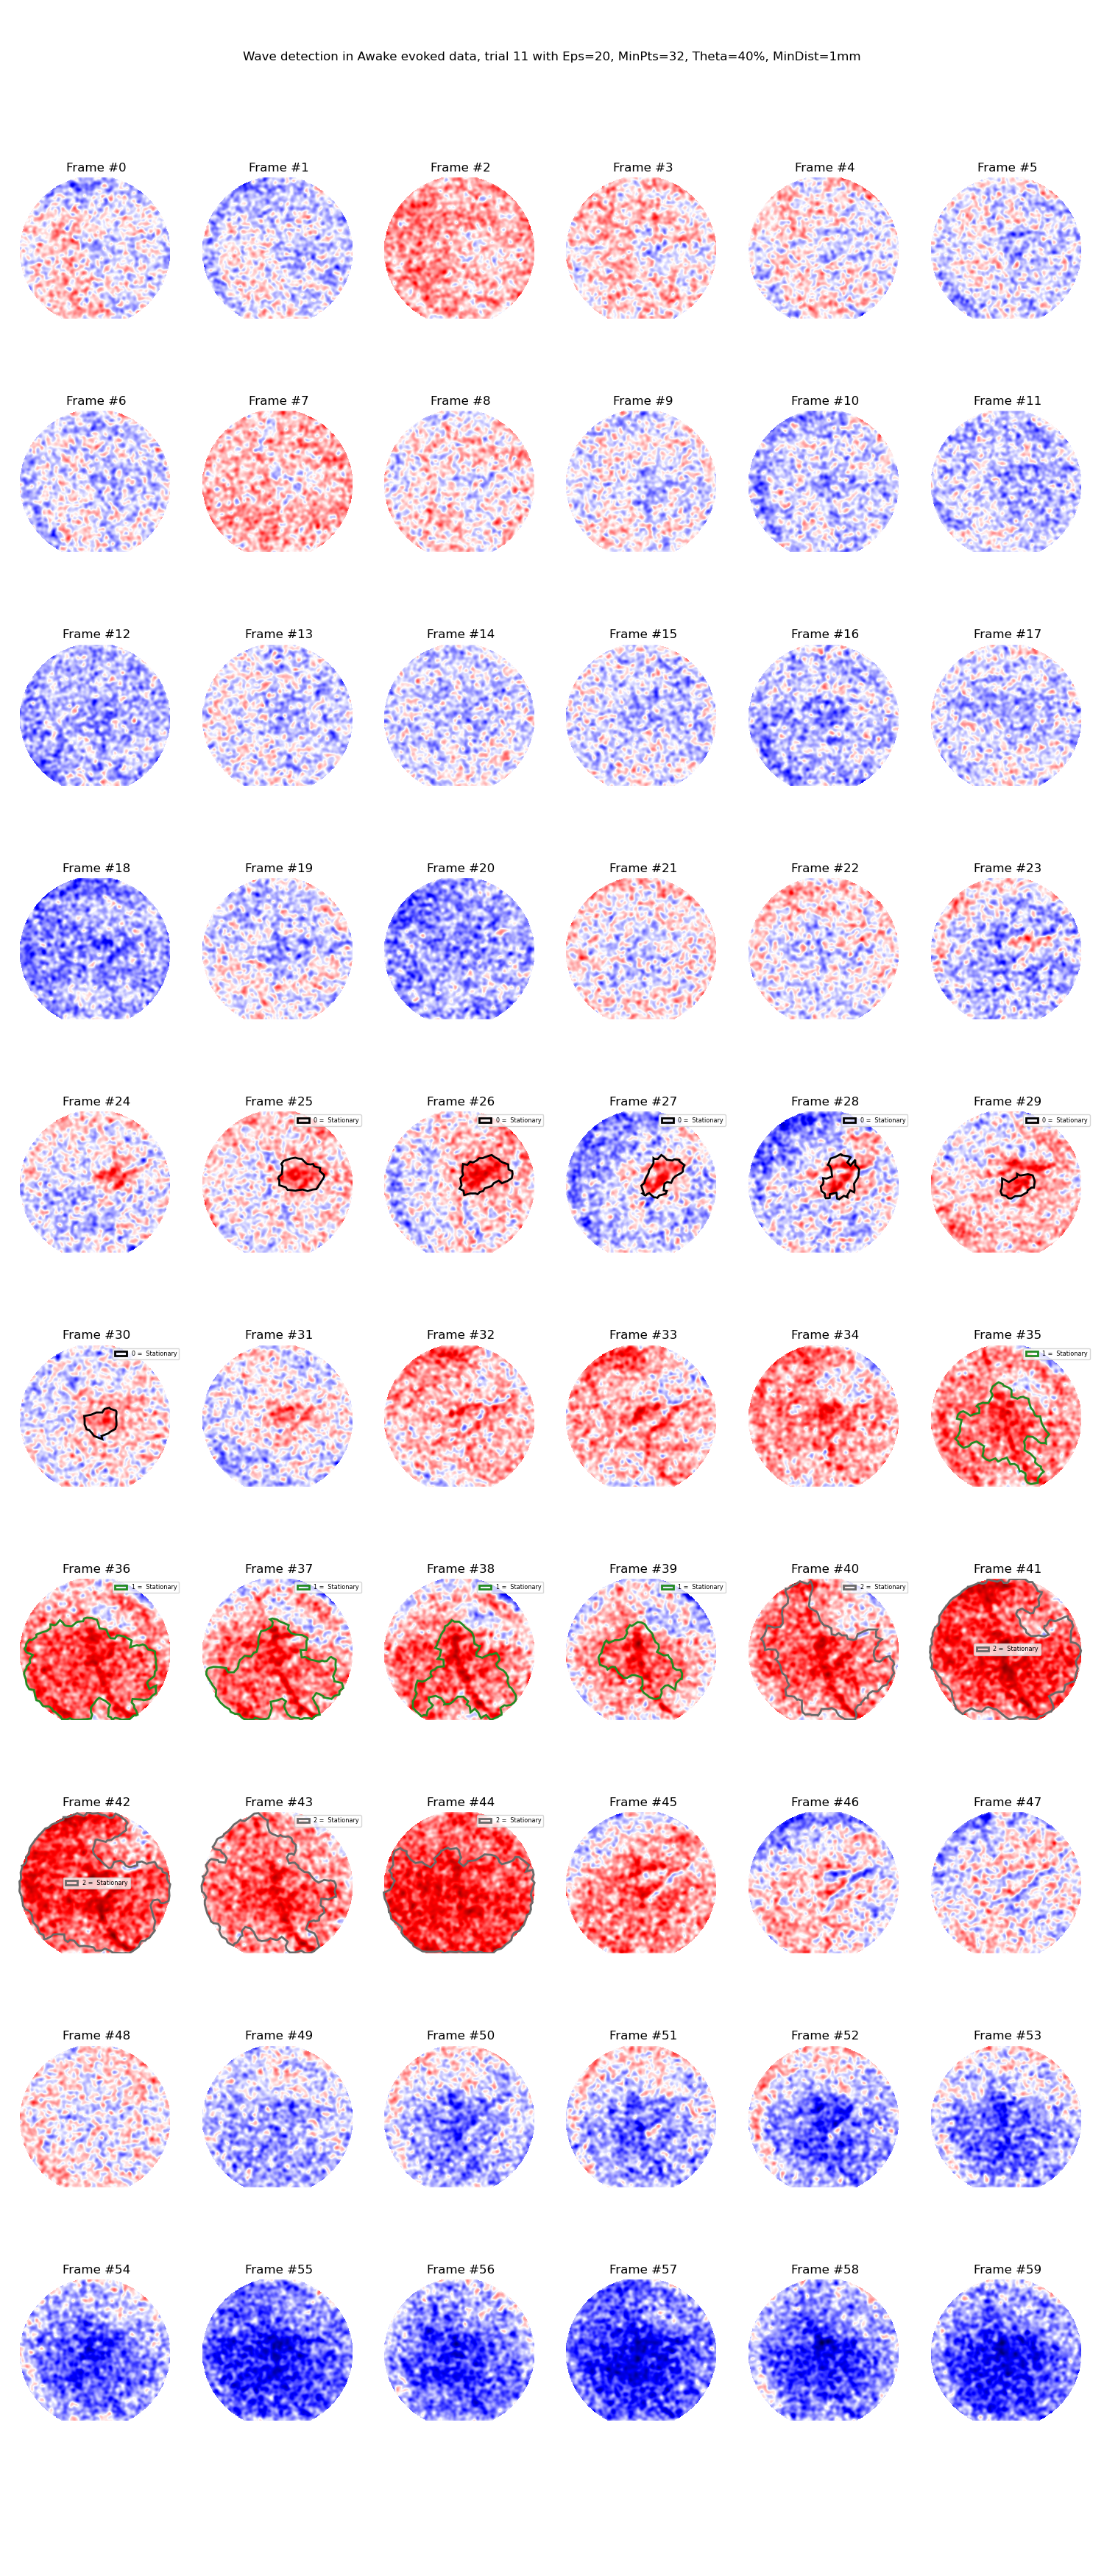 Wave detection in Awake evoked data, trial 11 with Eps=20, MinPts=32, Theta=40%, MinDist=1mm
Frame #0 Frame #1 Frame #2 Frame #3 Frame #4 Frame #5
Frame #6 Frame #7 Frame #8 Frame #9 Frame #10 Frame #11
Frame #12 Frame #13 Frame #14 Frame #15 Frame #16 Frame #17
Frame #18 Frame #19 Frame #20 Frame #21 Frame #22 Frame #23
Frame #24 Frame #25 Frame #26 Frame #27 Frame #28 Frame #29
0 = Stationary 0 = Stationary 0 = Stationary 0 = Stationary 0 = Stationary
Frame #30 Frame #31 Frame #32 Frame #33 Frame #34 Frame #35
0 = Stationary 1 = Stationary
Frame #36 Frame #37 Frame #38 Frame #39 Frame #40 Frame #41
1 = Stationary 1 = Stationary 1 = Stationary 1 = Stationary 2 = Stationary
2 = Stationary
Frame #42 Frame #43 Frame #44 Frame #45 Frame #46 Frame #47
2 = Stationary 2 = Stationary
2 = Stationary
Frame #48 Frame #49 Frame #50 Frame #51 Frame #52 Frame #53
Frame #54 Frame #55 Frame #56 Frame #57 Frame #58 Frame #59